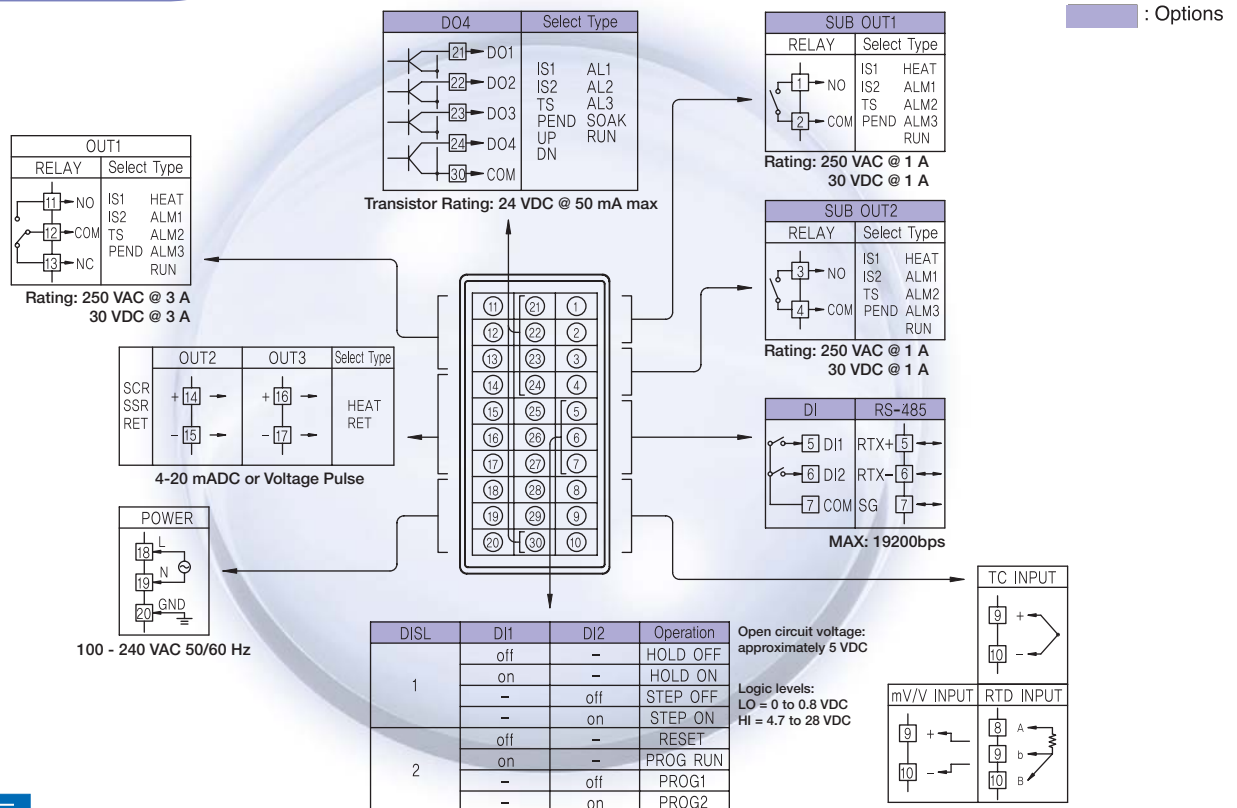 : Options
DO4 Select Type
21 DO1
22 DO2
23 DO3
24 DO4
30 COM
IS1 AL1
IS2 AL2
TS AL3
PEND SOAK
UP RUN
DN
Transistor Rating: 24 VDC @ 50 mA max
SUB OUT1
RELAY Select Type
1 NO
2 COM
IS1 HEAT
IS2 ALM1
TS ALM2
PEND ALM3
RUN
Rating: 250 VAC @ 1 A
30 VDC @ 1 A
OUT1
RELAY Select Type
11 NO
12 COM
13 NC
IS1 HEAT
IS2 ALM1
TS ALM2
PEND ALM3
RUN
Rating: 250 VAC @ 3 A
30 VDC @ 3 A
SUB OUT2
RELAY Select Type
3 NO
4 COM
IS1 HEAT
IS2 ALM1
TS ALM2
PEND ALM3
RUN
Rating: 250 VAC @ 1 A
30 VDC @ 1 A
11 21 1
12 22 2
13 23 3
14 24 4
15 25 5
16 26 6
17 27 7
18 28 8
19 29 9
20 30 10
OUT2 OUT3 Select Type
SCR
SSR
RET
+ 14 + 16
- 15 - 17
HEAT
RET
4-20 mADC or Voltage Pulse
DI RS-485
5 DI1 RTX+ 5
6 DI2 RTX- 6
7 COM SG 7
MAX: 19200bps
POWER
18 L
19 N
20 GND
100 - 240 VAC 50/60 Hz
TC INPUT
9 +
10 -
DISL DI1 DI2 Operation
1 off - HOLD OFF
on - HOLD ON
- off STEP OFF
- on STEP ON
2 off - RESET
on - PROG RUN
- off PROG1
- on PROG2
Open circuit voltage:
approximately 5 VDC
Logic levels:
LO = 0 to 0.8 VDC
HI = 4.7 to 28 VDC
mV/V INPUT RTD INPUT
9 +
10 -
8 A
9 b
10 B